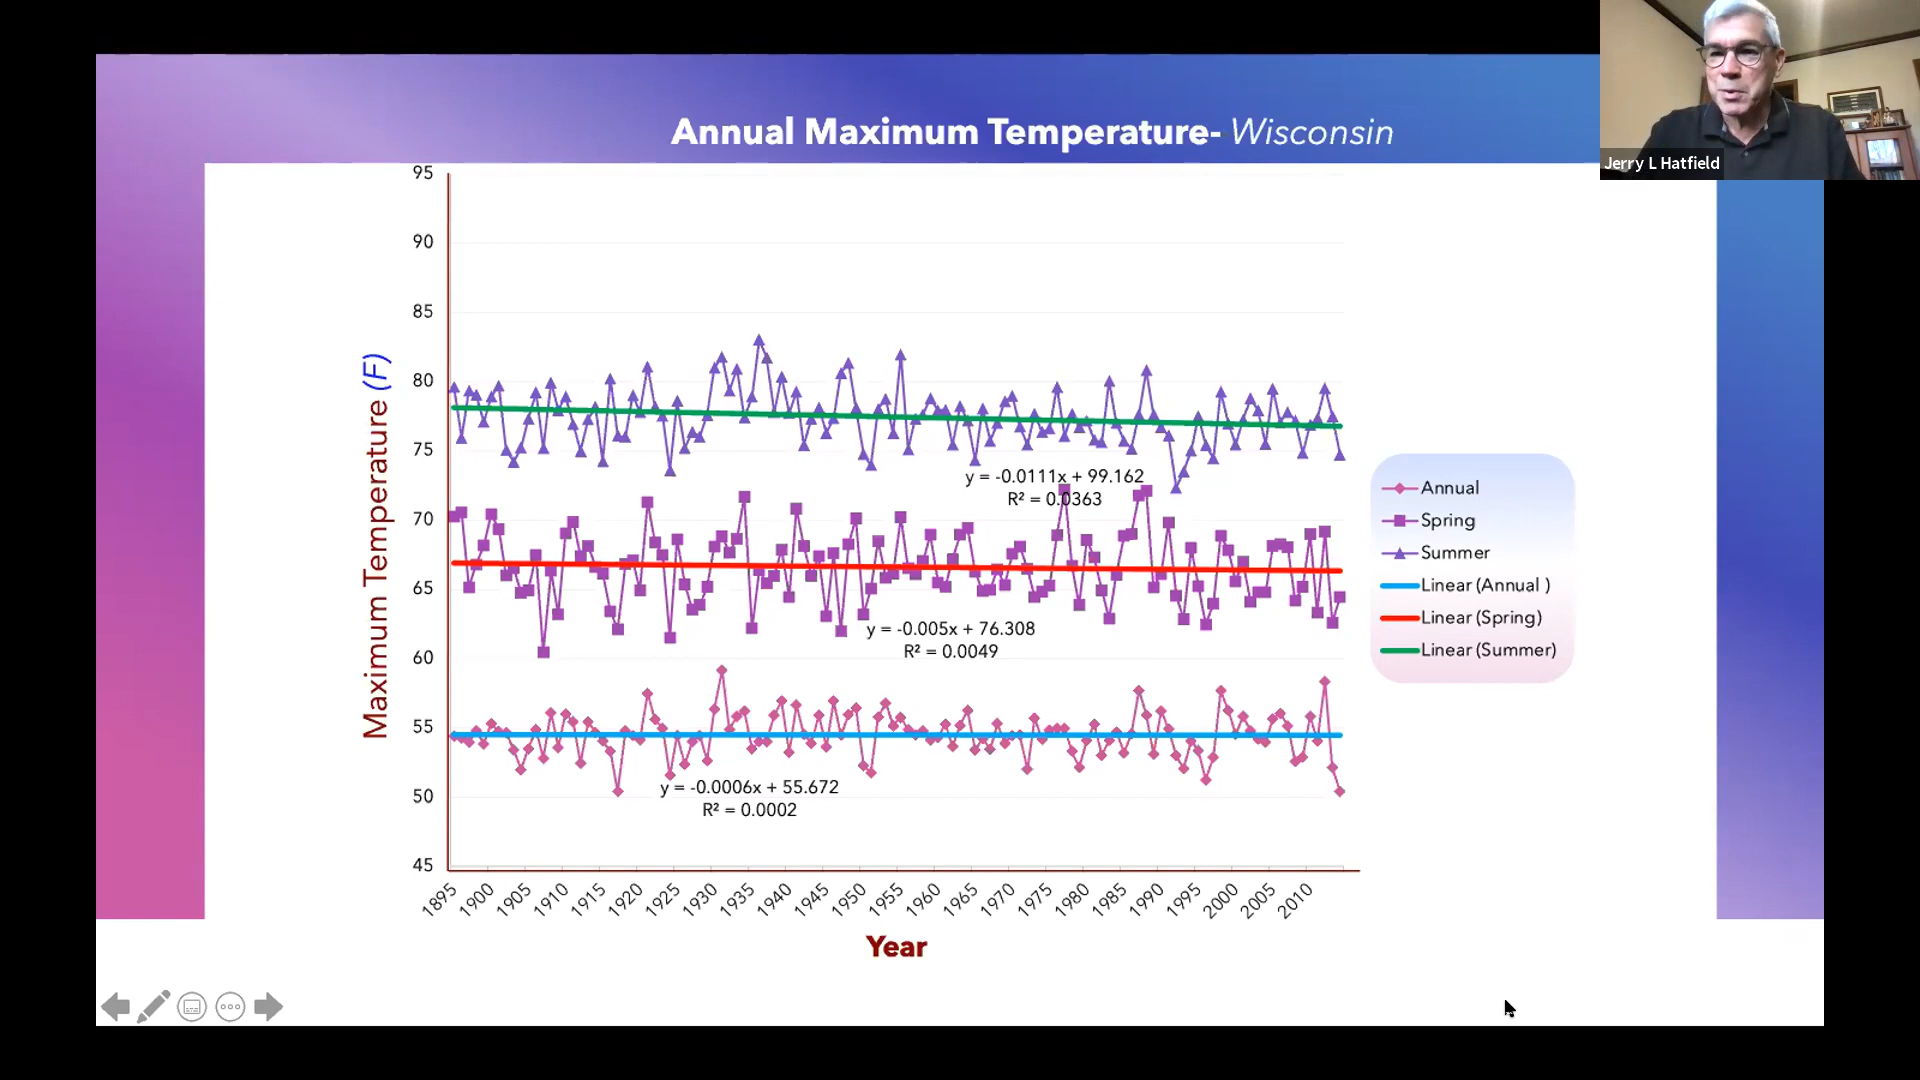 Jerry L Hatfield
Annual Maximum Temperature- Wisconsin
95
90
85
80
75
70
65
60
55
50
45
Maximum Temperature (F)
y = -0.0111x + 99.162
R² = 0.0363
y = -0.005x + 76.308
R² = 0.0049
y = -0.0006x + 55.672
R² = 0.0002
Annual
Spring
Summer
Linear (Annual )
Linear (Spring)
Linear (Summer)
1895 1900 1905 1910 1915 1920 1925 1930 1935 1940 1945 1950 1955 1960 1965 1970 1975 1980 1985 1990 1995 2000 2005 2010
Year